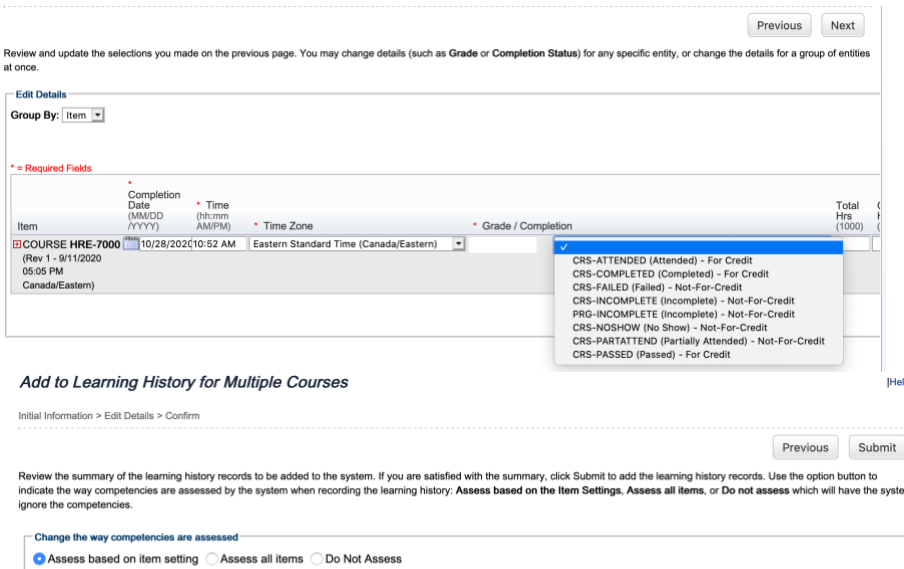 Previous Next
Review and update the selections you made on the previous page. You may change details (such as Grade or Completion Status) for any specific entity, or change the details for a group of entities
at once.
Edit Details
Group By: Item
* = Required Fields
*
Completion
Date * Time Total
(MM/DD (hh:mm Hrs
Item /YYYY) AM/PM) * Time Zone * Grade / Completion (1000)
COURSE HRE-7000 10/28/2020 10:52 AM Eastern Standard Time (Canada/Eastern)
(Rev 1 - 9/11/2020
05:05 PM
Canada/Eastern)
✓
CRS-ATTENDED (Attended) - For Credit
CRS-COMPLETED (Completed) - For Credit
CRS-FAILED (Failed) - Not-For-Credit
CRS-INCOMPLETE (Incomplete) - Not-For-Credit
PRG-INCOMPLETE (Incomplete) - Not-For-Credit
CRS-NOSHOW (No Show) - Not-For-Credit
CRS-PARTATTEND (Partially Attended) - Not-For-Credit
CRS-PASSED (Passed) - For Credit
Add to Learning History for Multiple Courses
|Hel
Initial Information > Edit Details > Confirm
Previous Submit
Review the summary of the learning history records to be added to the system. If you are satisfied with the summary, click Submit to add the learning history records. Use the option button to
indicate the way competencies are assessed by the system when recording the learning history: Assess based on the Item Settings, Assess all items, or Do not assess which will have the syste
ignore the competencies.
Change the way competencies are assessed
Assess based on item setting Assess all items Do Not Assess